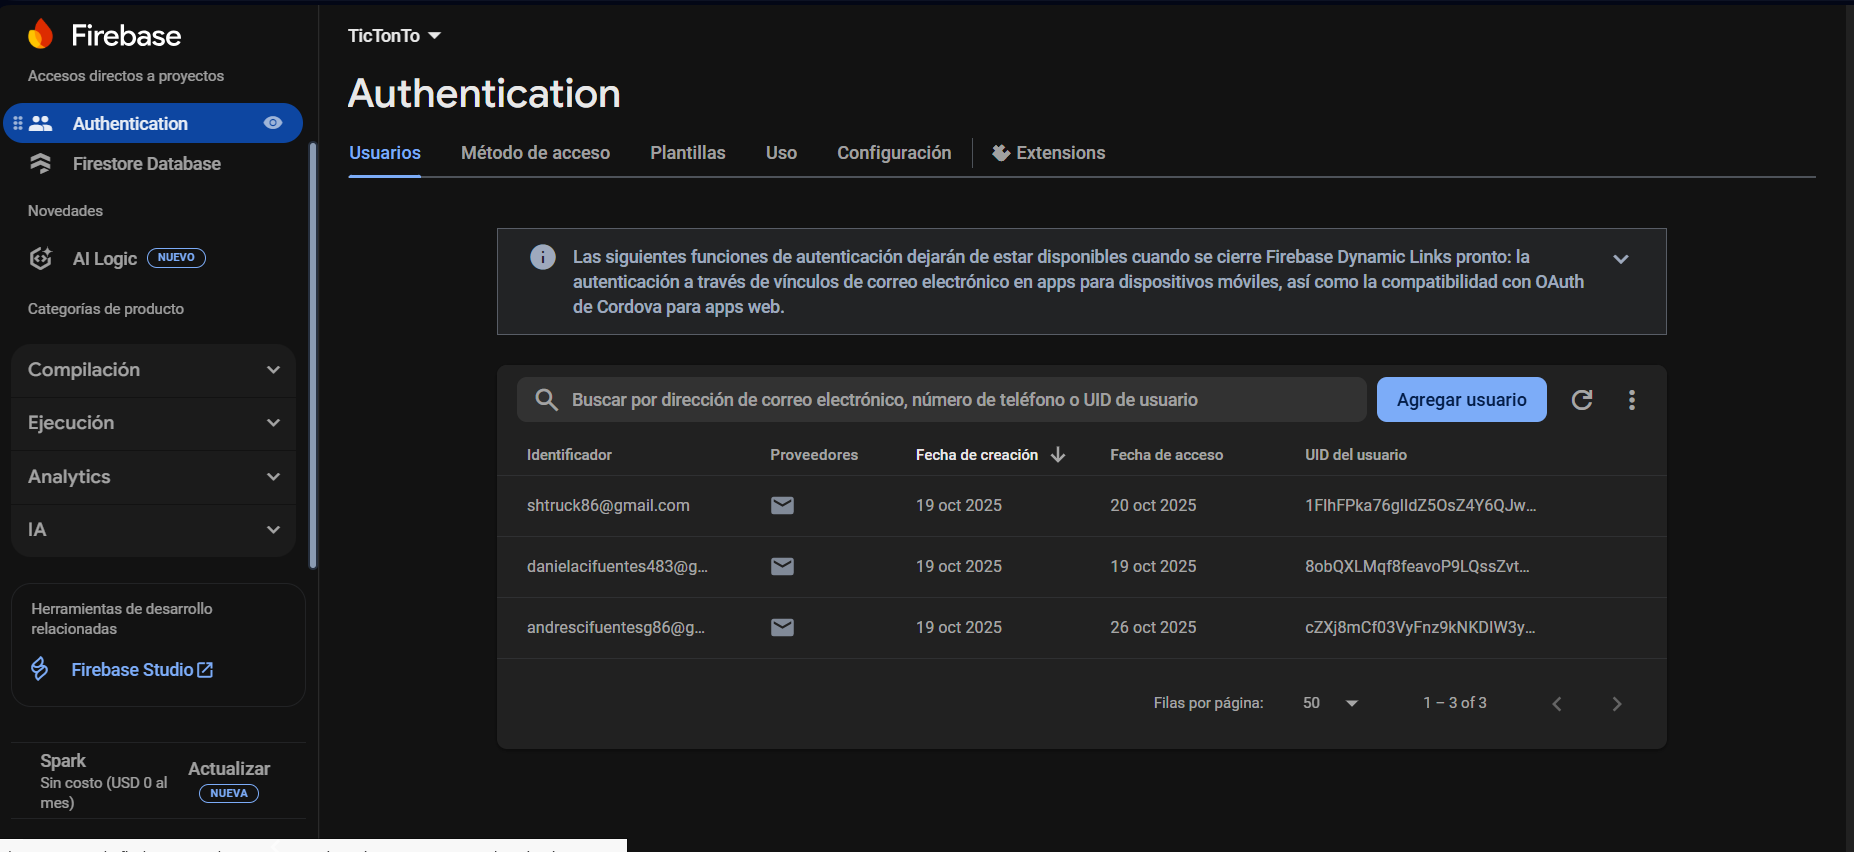 Firebase
Accesos directos a proyectos
Authentication
Firestore Database
Novedades
AI Logic NUEVO
Categorías de producto
Compilación
Ejecución
Analytics
IA
Herramientas de desarrollo
relacionadas
Firebase Studio
Spark
Sin costo (USD 0 al
mes)
Actualizar
NUEVA
TicTonTo
Authentication
Usuarios Método de acceso Plantillas Uso Configuración Extensions
Las siguientes funciones de autenticación dejarán de estar disponibles cuando se cierre Firebase Dynamic Links pronto: la
autenticación a través de vínculos de correo electrónico en apps para dispositivos móviles, así como la compatibilidad con OAuth
de Cordova para apps web.
Buscar por dirección de correo electrónico, número de teléfono o UID de usuario Agregar usuario
Identificador Proveedores Fecha de creación Fecha de acceso UID del usuario
shtruck86@gmail.com 19 oct 2025 20 oct 2025 1FlhFPka76glldZ5OsZ4Y6QJw...
danielacifuentes483@g... 19 oct 2025 19 oct 2025 8obQXLMqf8feavoP9LQssZvt...
andrescifuentesg86@g... 19 oct 2025 26 oct 2025 cZXj8mCf03VyFnz9kNKDIW3y...
Filas por página: 50 1 – 3 of 3